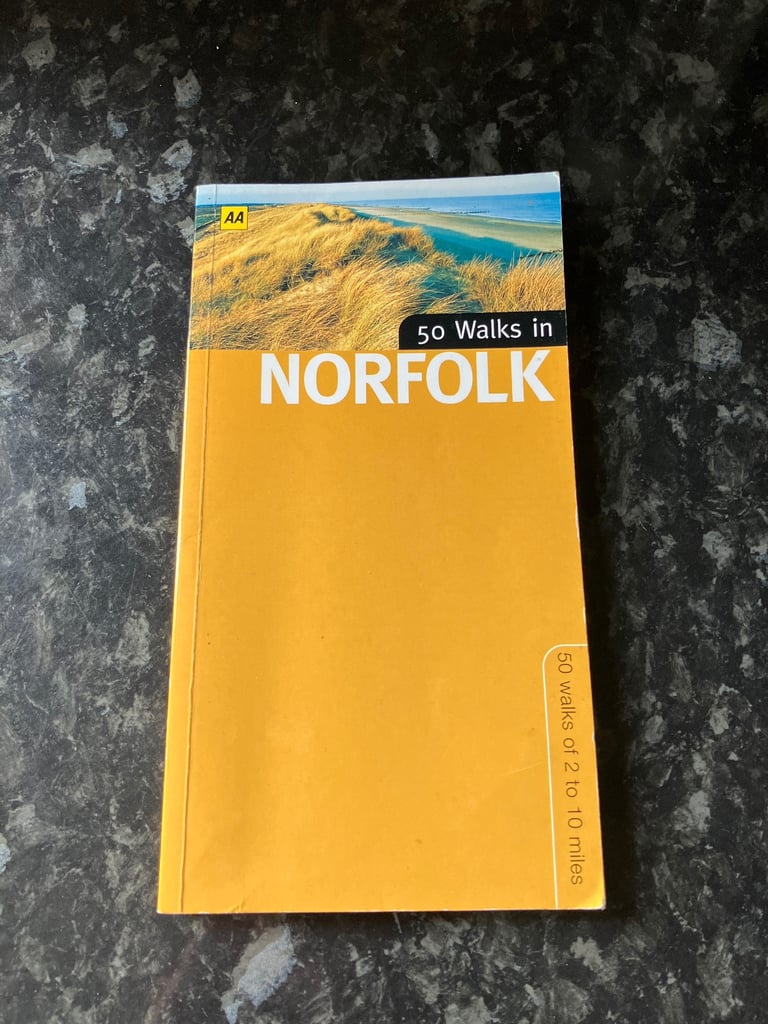 AA
50 Walks in
NORFOLK
50 walks of 2 to 10 miles